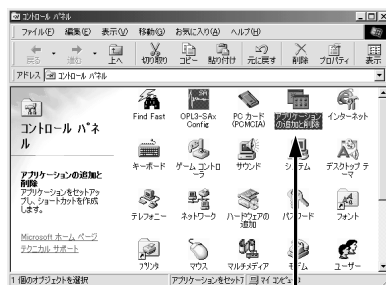 コントロール パネル
ファイル(F) 編集(E) 表示(V) 移動(G) お気に入り(A) ヘルプ(H)
戻る 進む 上へ 切り取り コピー 貼り付け 元に戻す 削除 プロパティ 表示
アドレス コントロール パネル
コントロール パネ
ル
アプリケーションの追加と
削除
アプリケーションをセットアッ
プし、ショートカットを作成
します。
Microsoft ホーム ページ
テクニカル サポート
Find Fast
OPL3-SAx
Config
PC カード
(PCMCIA)
アプリケーション
の追加と削除
インターネット
キーボード
ゲーム コントロ
ーラ
サウンド
システム
デスクトップ テ
ーマ
テレフォニー
ネットワーク
ハードウェアの
追加
パスワード
フォント
プリンタ
マウス
マルチメディア
モデム
ユーザー
1 個のオブジェクトを選択 アプリケーションをセット マイ コンピュ